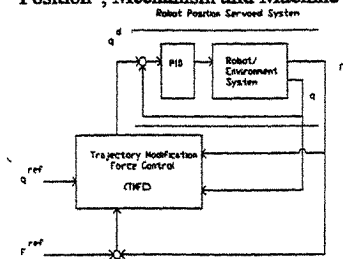 Position , Mechanism and Machine
Robot Position Servoed System
q d
PID
Robot/
Environment
System
f
q
Trajectory Modification
Force Control
(TMFC)
q ref
F ref